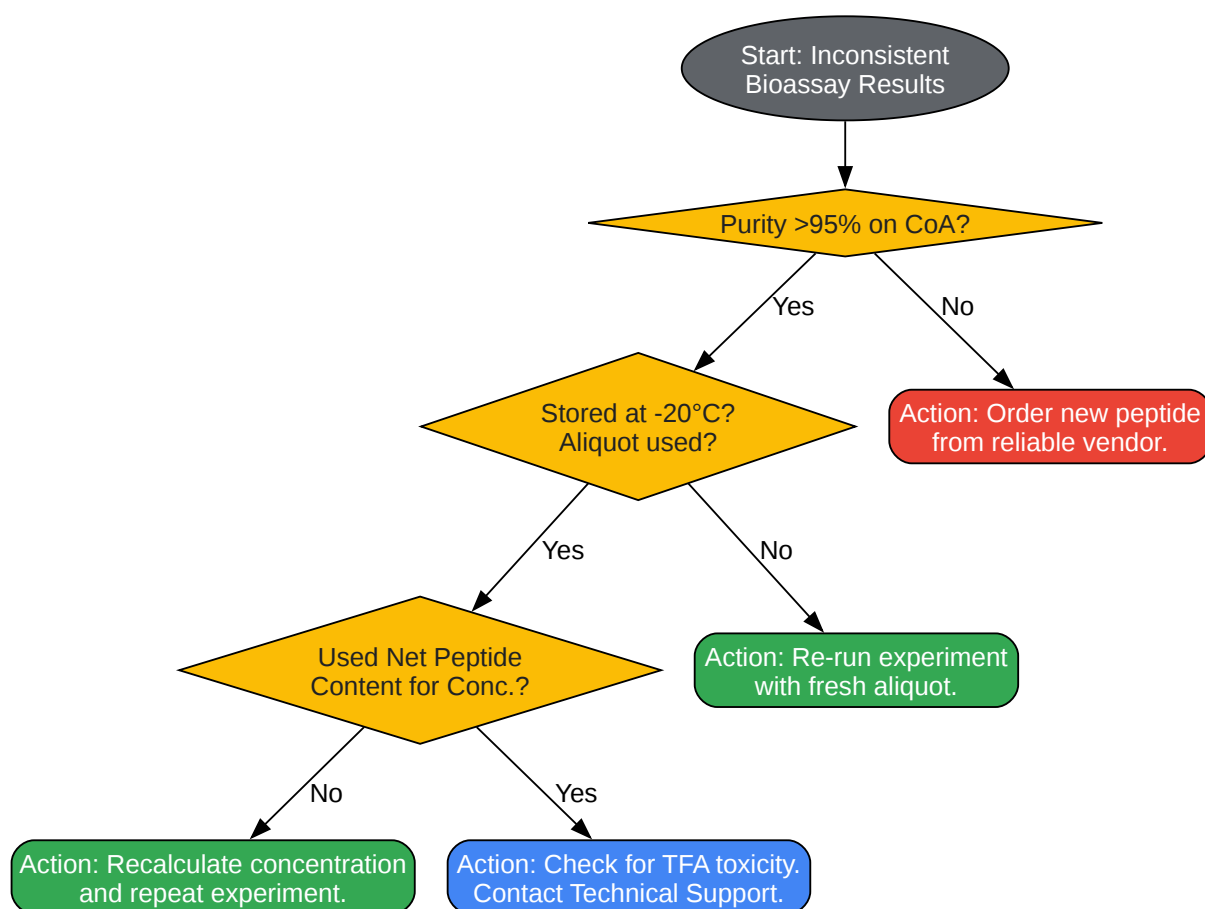 Start: Inconsistent
Bioassay Results
Purity >95% on CoA?
Yes
No
Stored at -20°C?
Aliquot used?
Action: Order new peptide
from reliable vendor.
Yes
No
Used Net Peptide
Content for Conc.?
Action: Re-run experiment
with fresh aliquot.
No
Yes
Action: Recalculate concentration
and repeat experiment.
Action: Check for TFA toxicity.
Contact Technical Support.